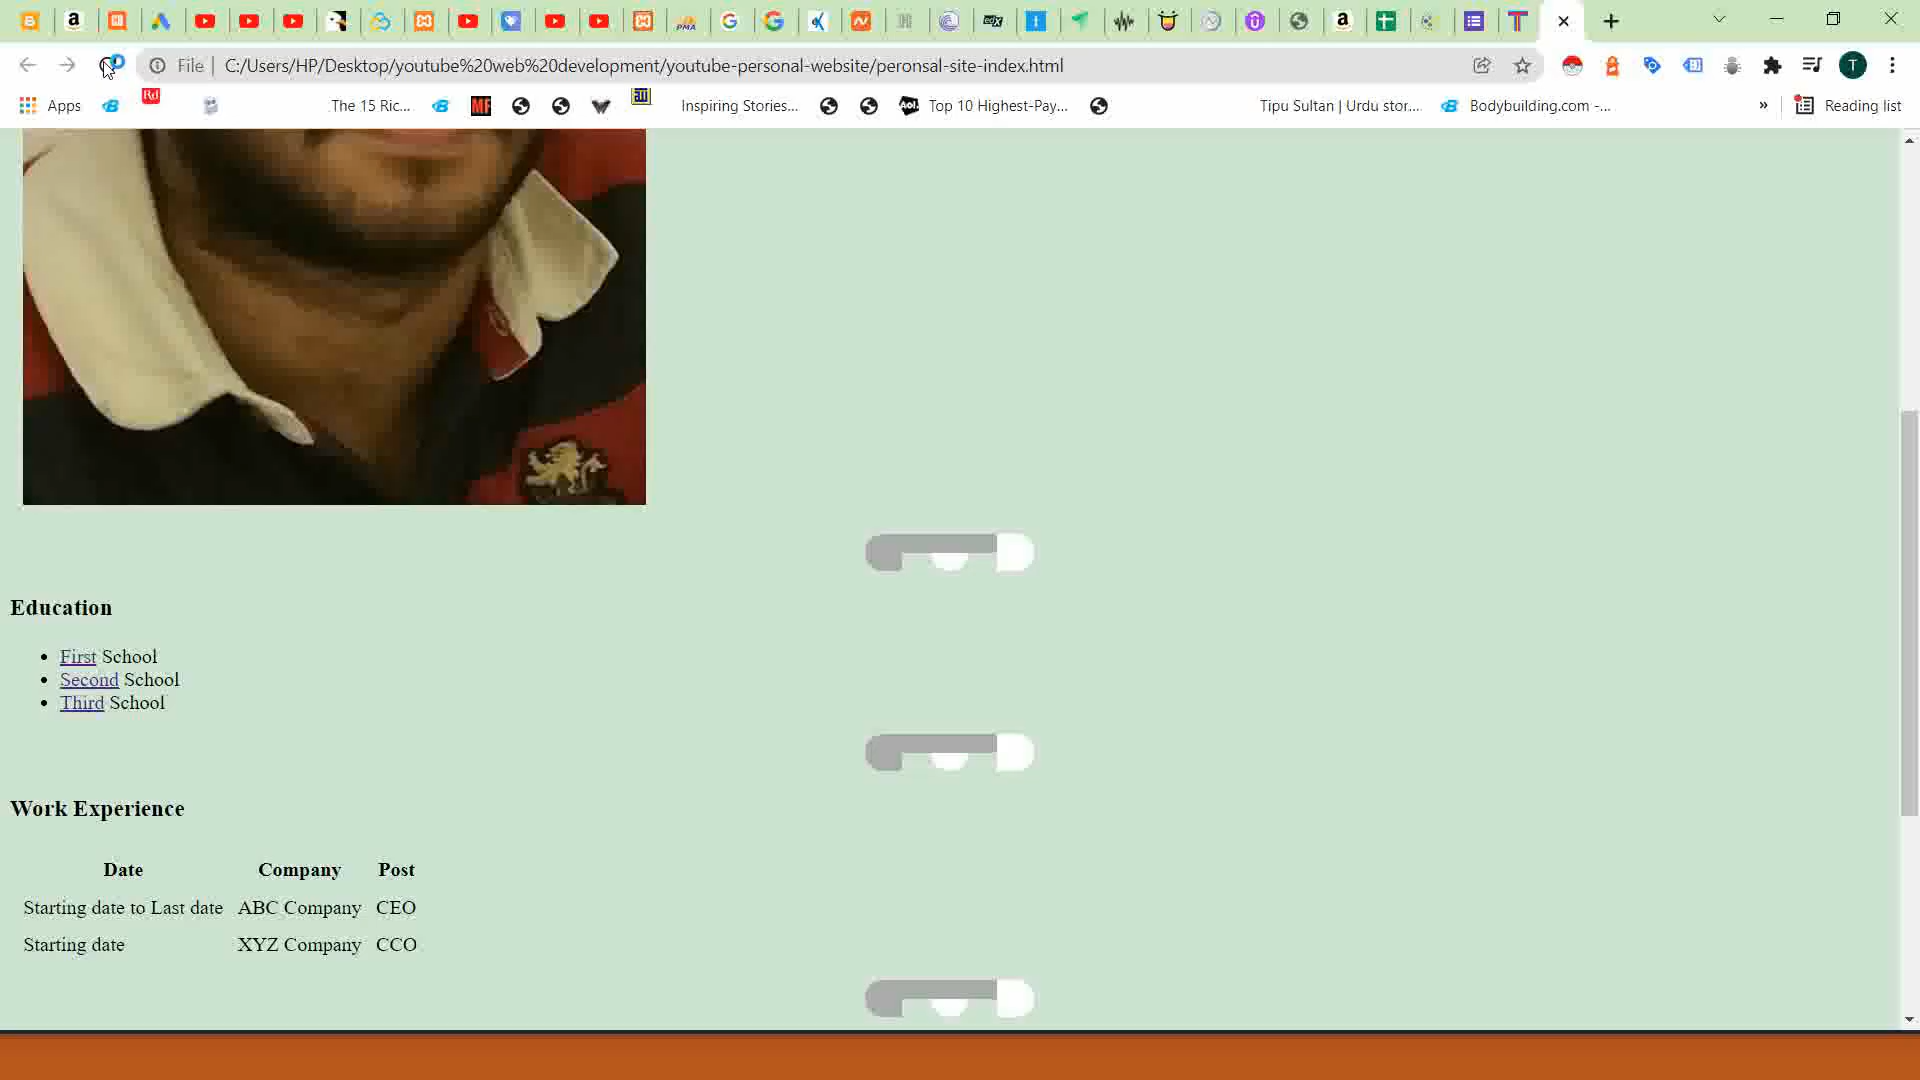 File | C:/Users/HP/Desktop/youtube%20web%20development/youtube-personal-website/peronsal-site-index.html
T
Apps
Rd
The 15 Ric...
MF
Inspiring Stories...
Aol.
Top 10 Highest-Pay...
Tipu Sultan | Urdu stor...
Bodybuilding.com -...
»
Reading list
Education
• First School
• Second School
• Third School
Work Experience
Date Company Post
Starting date to Last date ABC Company CEO
Starting date XYZ Company CCO